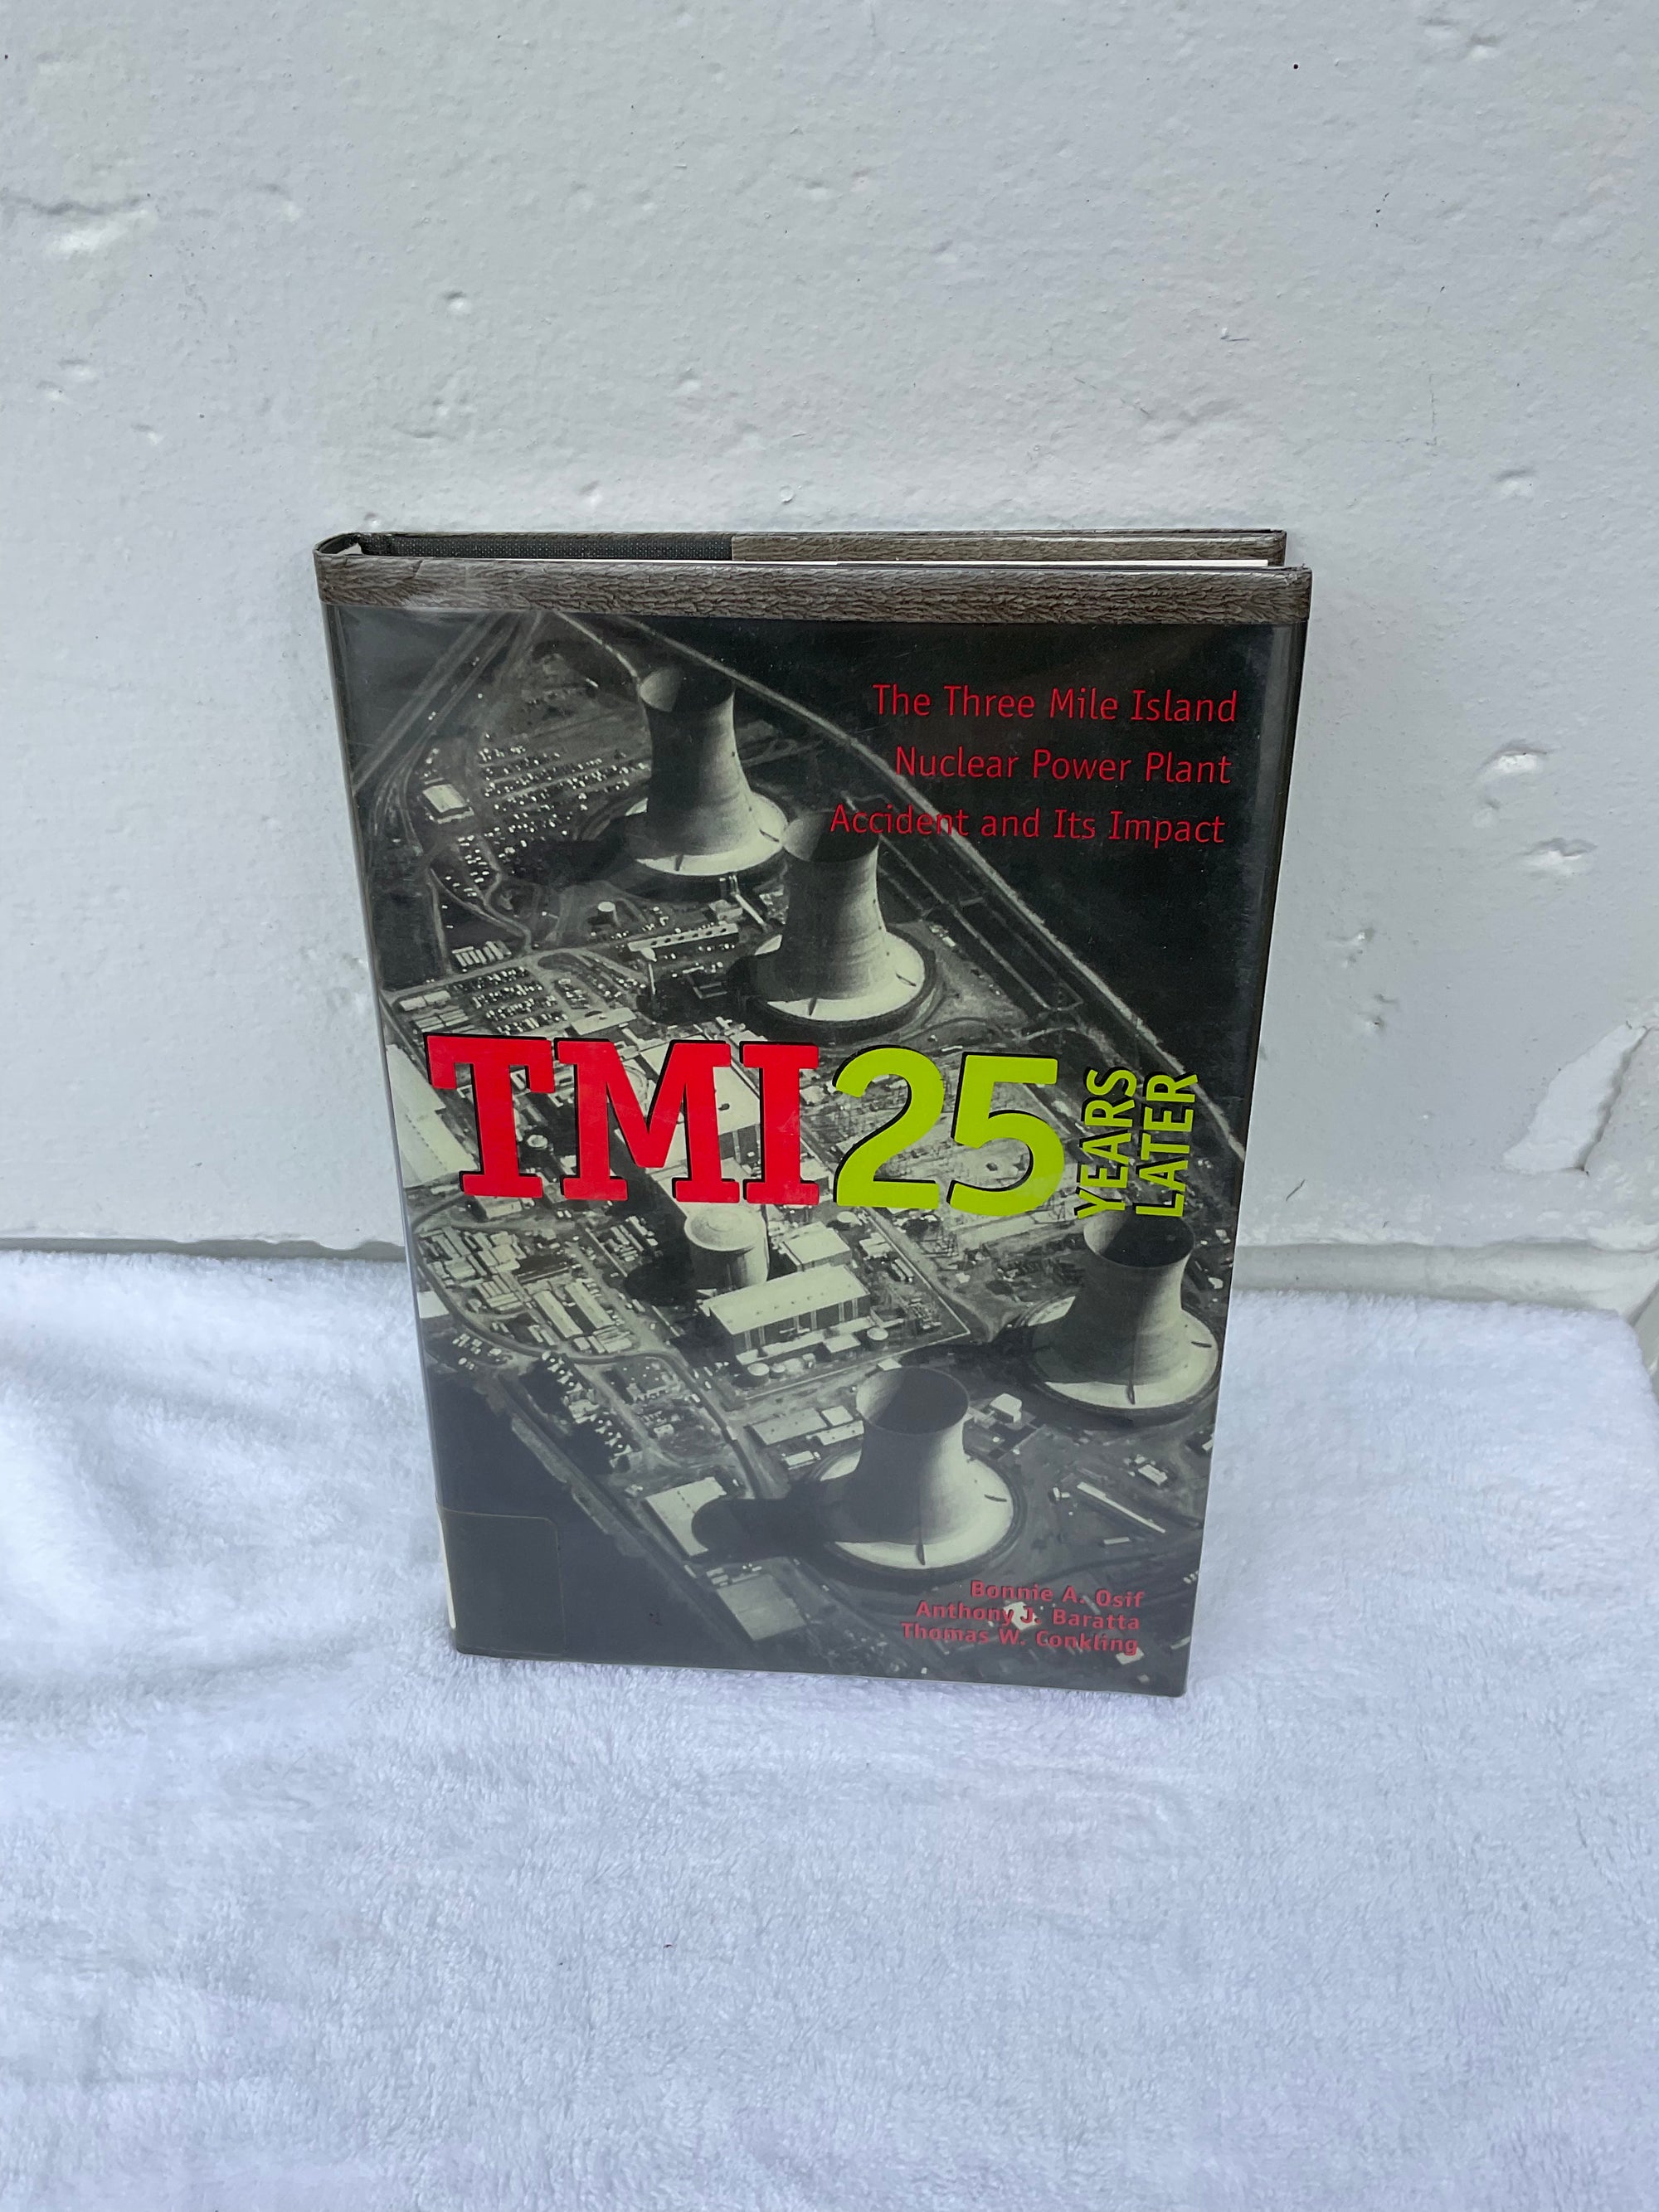 The Three Mile Island
Nuclear Power Plant
Accident and Its Impact
TMI 25 YEARS
LATER
Bonnie A. Osif
Anthony J. Baratta
Thomas W. Conkling